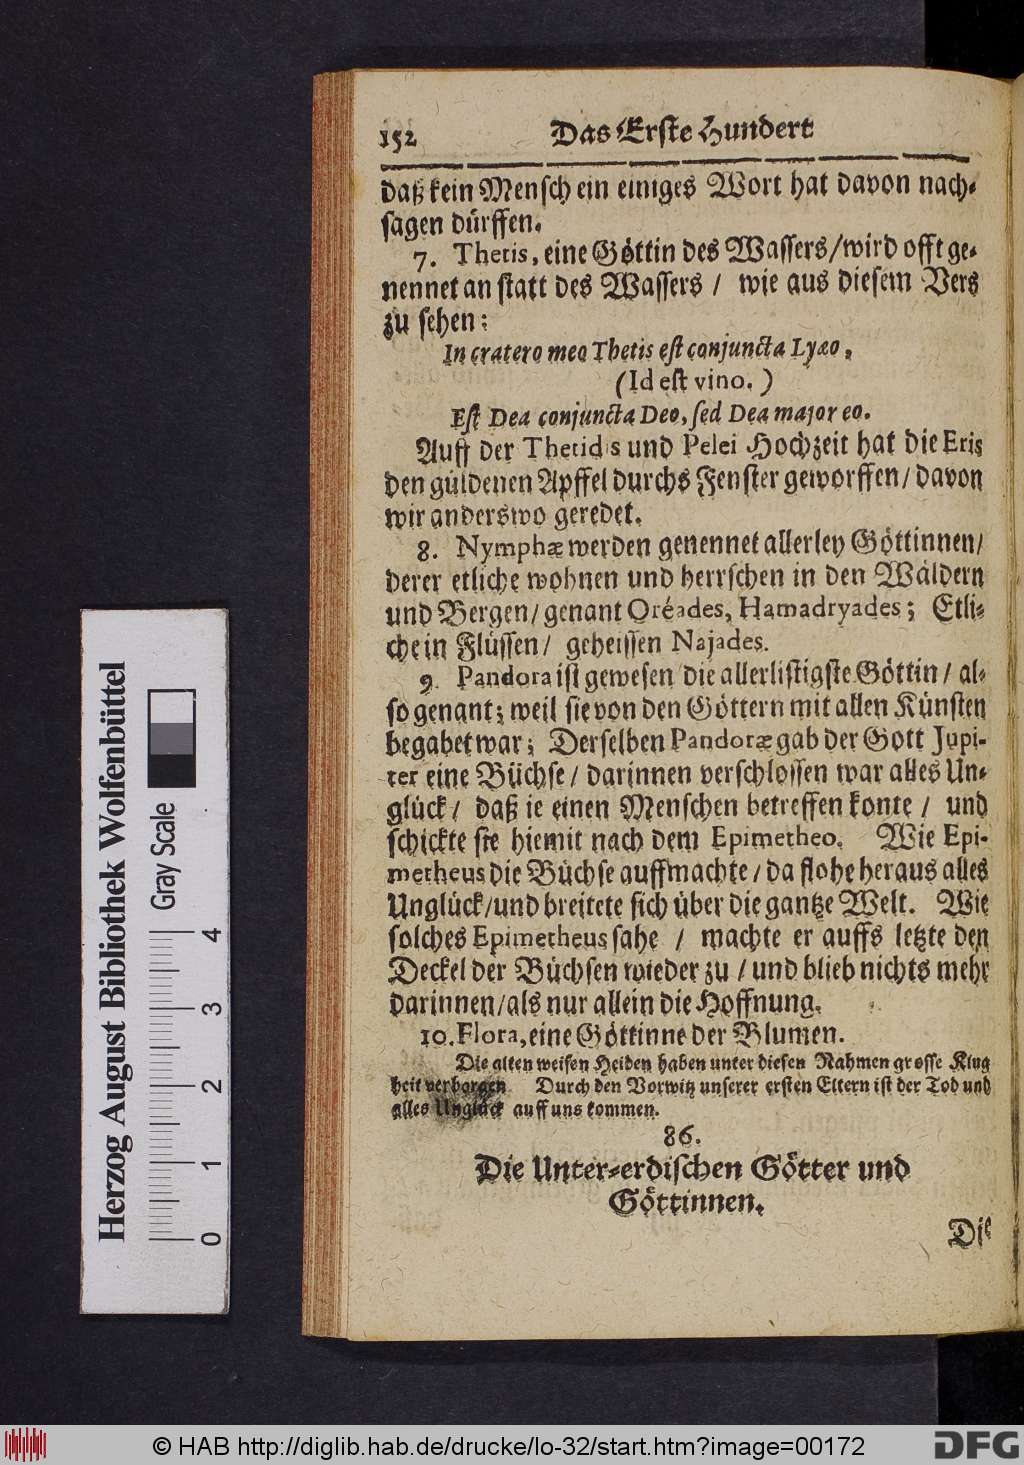 152 Das Erste Hundert
daß kein Mensch ein einiges Wort hat davon nach-
sagen dürffen.
7. Thetis, eine Göttin des Wassers/wird offt ge-
nennet an statt des Wassers / wie aus diesem Vers
zu sehen:
In cratero meo Thetis est conjuncta Lyæo,
(Id est vino.)
Est Dea conjuncta Deo, sed Dea major eo.
Auff der Thetidis und Pelei Hochzeit hat die Eris
den güldenen Apffel durchs Fenster geworffen/ davon
wir anderswo geredet.
8. Nymphæ werden genennet allerley Göttinnen/
derer etliche wohnen und herrschen in den Wäldern
und Bergen/ genant Oréades, Hamadryades; Etli-
che in Flüssen/ geheissen Najades.
9. Pandora ist gewesen die allerlistigste Göttin/ al-
so genant; weil sie von den Göttern mit allen Künsten
begabet war; Derselben Pandoræ gab der Gott Jupi-
ter eine Büchse/ darinnen verschlossen war alles Un-
glück/ daß ie einen Menschen betreffen konte / und
schickte sie hiemit nach dem Epimetheo. Wie Epi-
metheus die Büchse auffmachte/ da flohe heraus alles
Unglück/und breitete sich über die gantze Welt. Wie
solches Epimetheus sahe / machte er auffs letzte den
Deckel der Büchsen wieder zu/ und blieb nichts mehr
darinnen/als nur allein die Hoffnung.
10. Flora, eine Göttinne der Blumen.
Die alten weisen Heiden haben unter diesen Nahmen grosse Klug
heit verborgen Durch den Vorwitz unserer ersten Eltern ist der Tod und
alles Unglück auff uns kommen.
86.
Die Unter-erdischen Götter und
Göttinnen.
Die
Herzog August Bibliothek Wolfenbüttel
Gray Scale
0 1 2 3 4
© HAB http://diglib.hab.de/drucke/lo-32/start.htm?image=00172
DFG